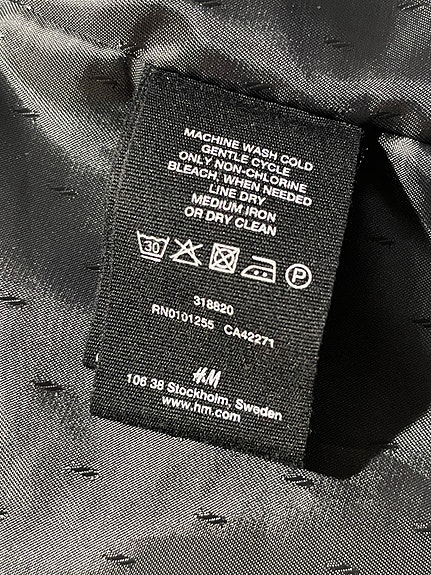 MACHINE WASH COLD
GENTLE CYCLE
ONLY NON-CHLORINE
BLEACH, WHEN NEEDED
LINE DRY
MEDIUM IRON
OR DRY CLEAN
30 P
318820
RN0101255 CA42271
H&M
106 38 Stockholm, Sweden
www.hm.com